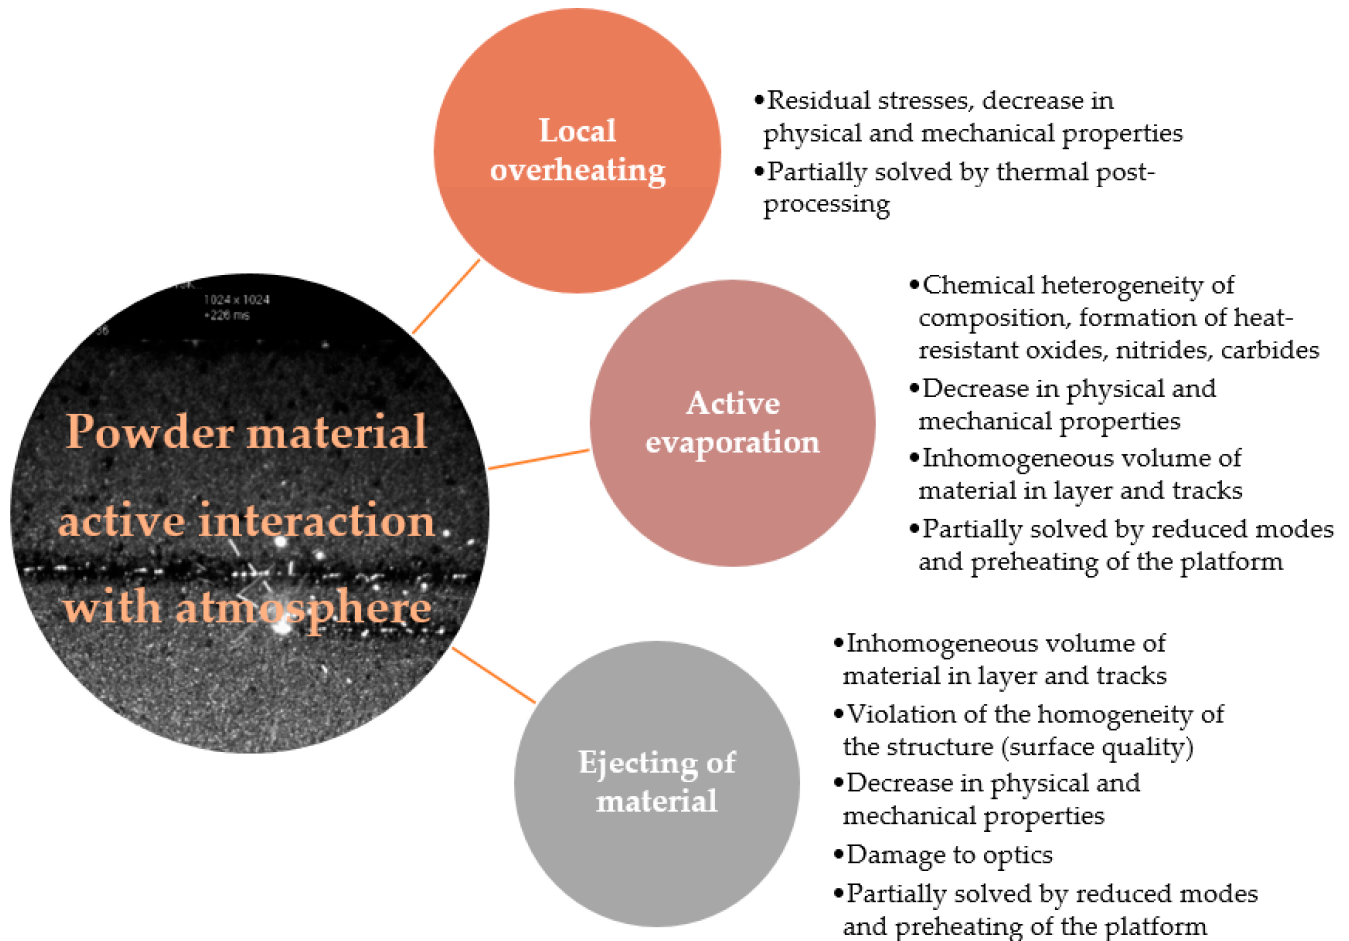 Local
overheating
•Residual stresses, decrease in
physical and mechanical properties
•Partially solved by thermal post-
processing
1024 x 1024
+226 ms
36
Powder material
active interaction
with atmosphere
Active
evaporation
•Chemical heterogeneity of
composition, formation of heat-
resistant oxides, nitrides, carbides
•Decrease in physical and
mechanical properties
•Inhomogeneous volume of
material in layer and tracks
•Partially solved by reduced modes
and preheating of the platform
Ejecting of
material
•Inhomogeneous volume of
material in layer and tracks
•Violation of the homogeneity of
the structure (surface quality)
•Decrease in physical and
mechanical properties
•Damage to optics
•Partially solved by reduced modes
and preheating of the platform